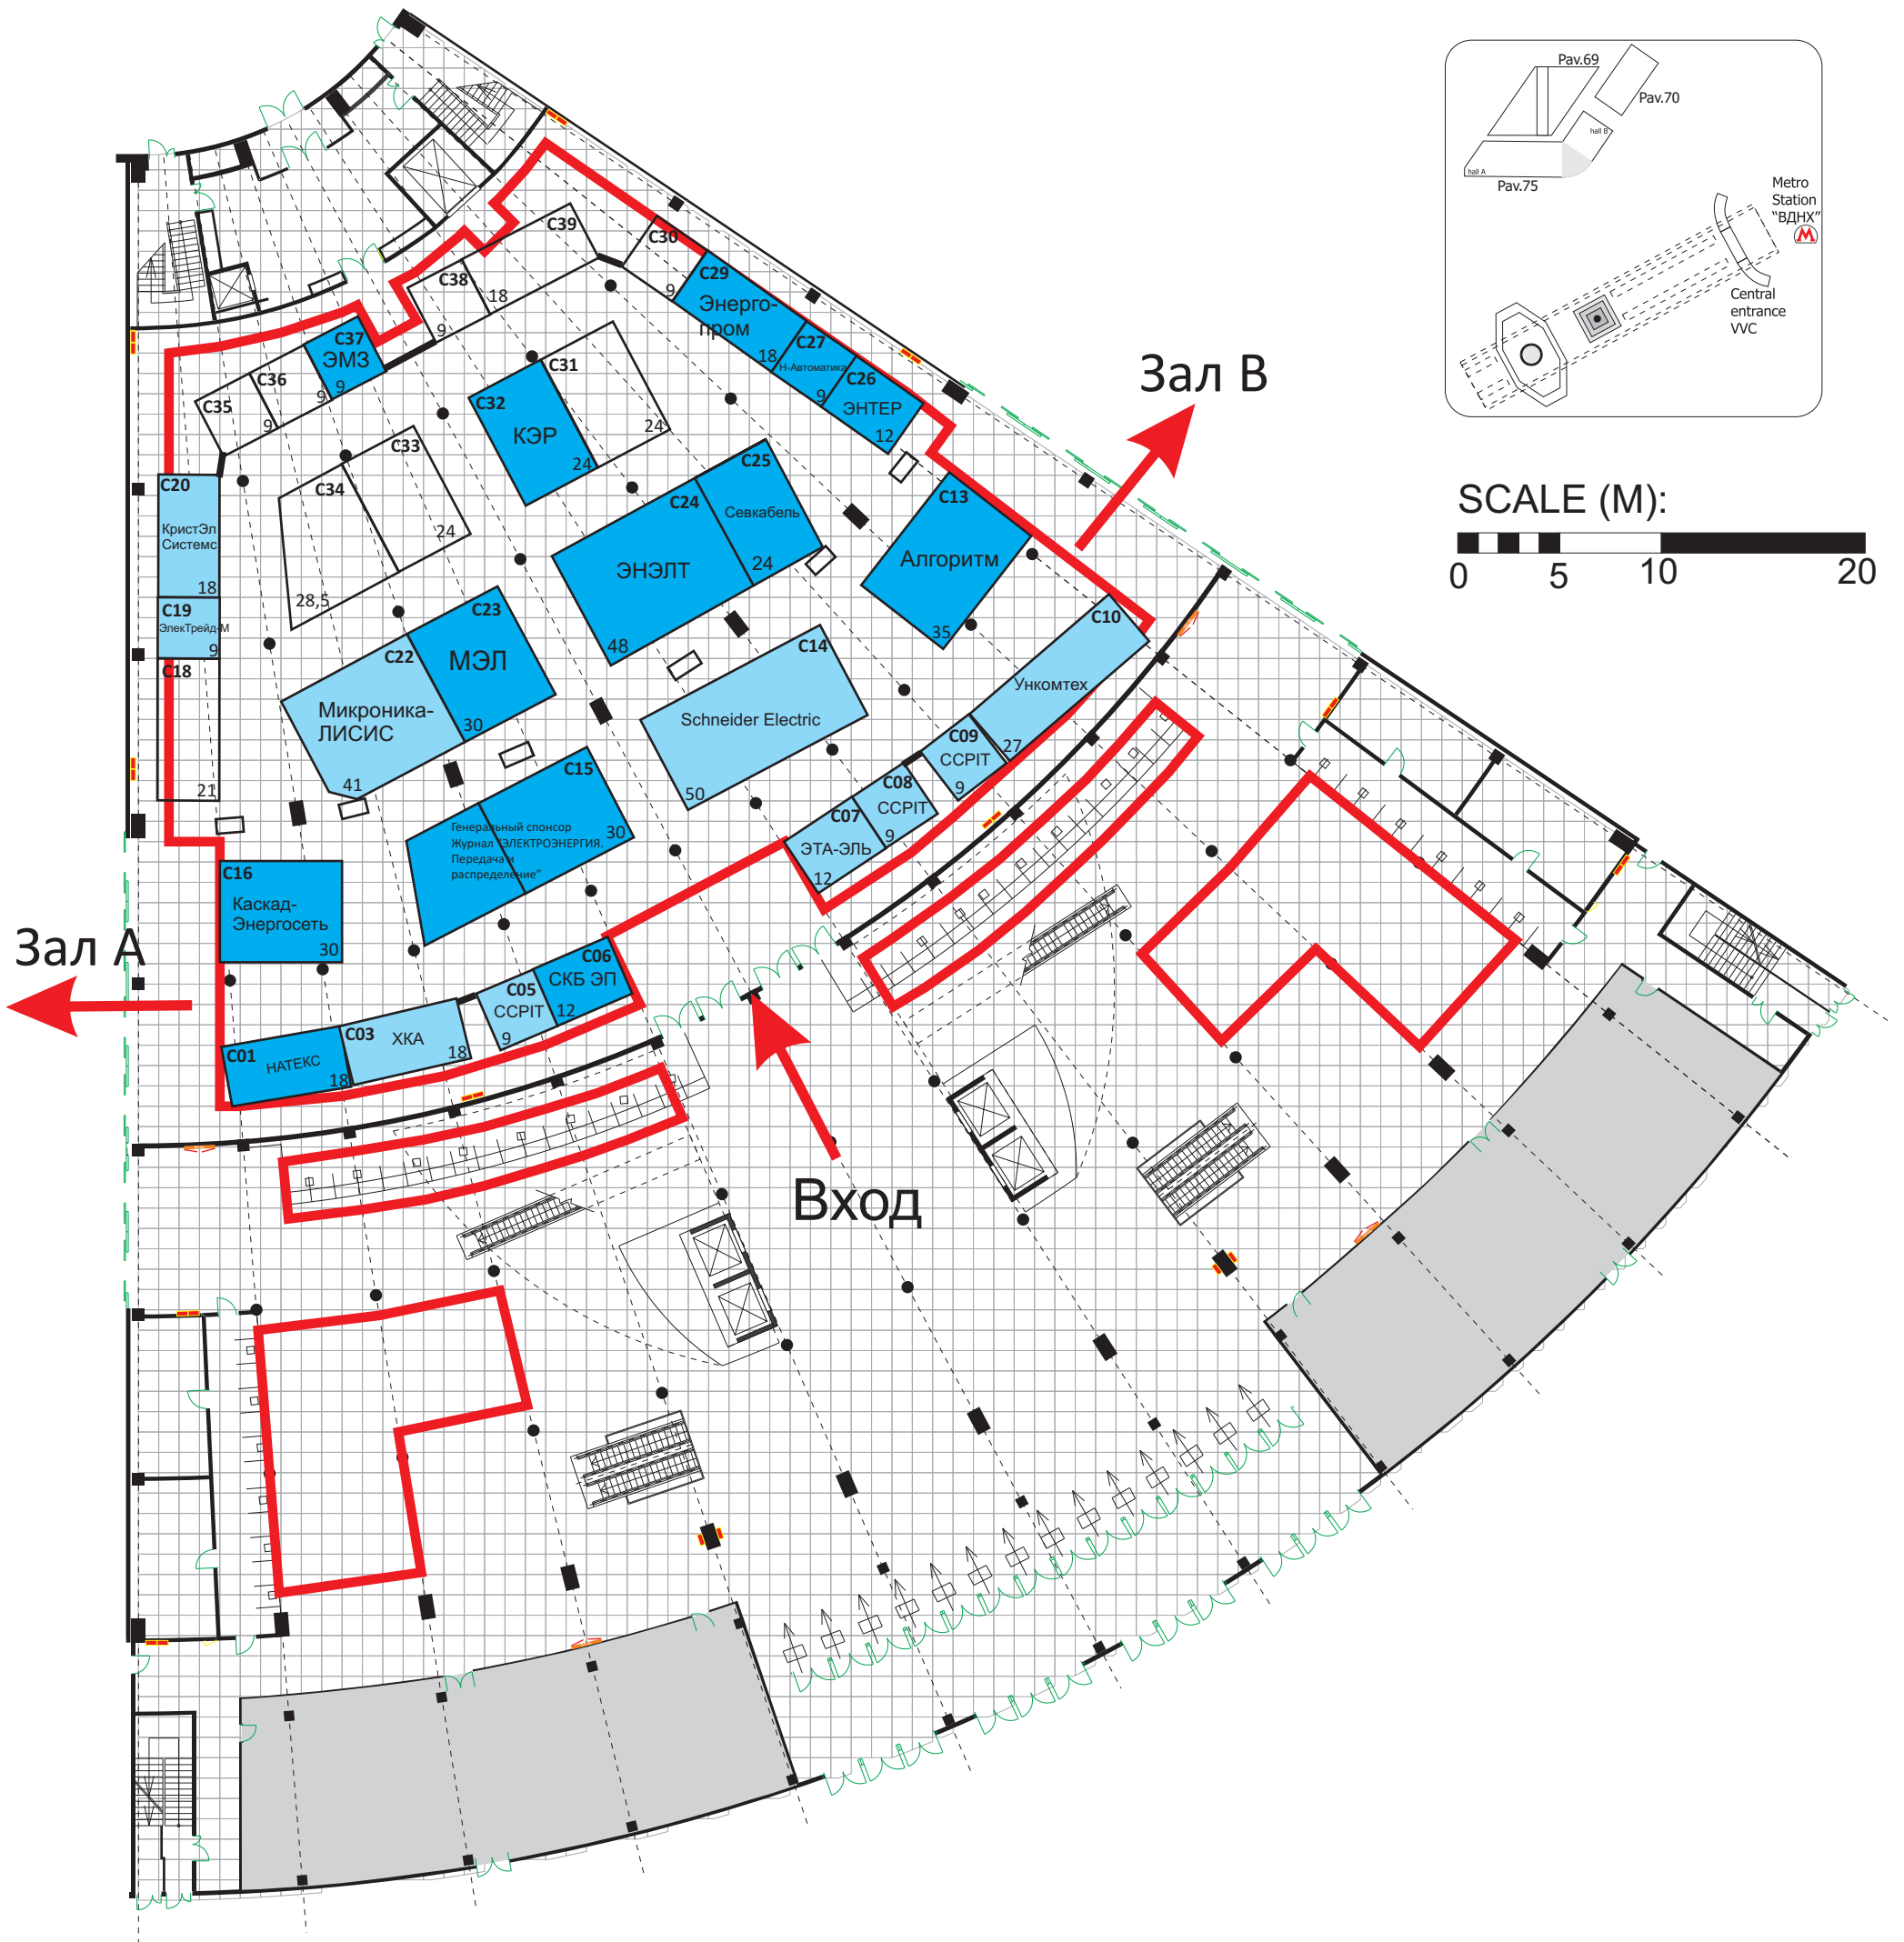 Pav.69
Pav.70
hall B
hall A
Pav.75
Metro
Station
"ВДНХ"
М
Central
entrance
VVC
SCALE (M):
0
5
10
20
Зал B
Зал A
Вход
C39
18
C38
9
C30
9
C29
Энерго-
пром
18
C27
Н-Автоматика
9
C26
ЭНТЕР
12
C37
ЭМЗ
9
C36
9
C35
9
C31
24
C32
КЭР
24
C33
24
C34
28,5
C25
Севкабель
24
C24
ЭНЭЛТ
48
C13
Алгоритм
35
C20
КристЭл
Системс
18
C19
ЭлекТрейд-М
9
C18
21
C23
МЭЛ
30
C22
Микроника-
ЛИСИС
41
C14
Schneider Electric
50
C10
Ункомтех
27
C09
CCPIT
9
C08
CCPIT
9
C07
ЭТА-ЭЛЬ
12
C15
30
Генеральный спонсор
Журнал "ЭЛЕКТРОЭНЕРГИЯ.
Передача и
распределение"
C16
Каскад-
Энергосеть
30
C06
СКБ ЭП
12
C05
CCPIT
9
C03
ХКА
18
C01
НАТЕКС
18